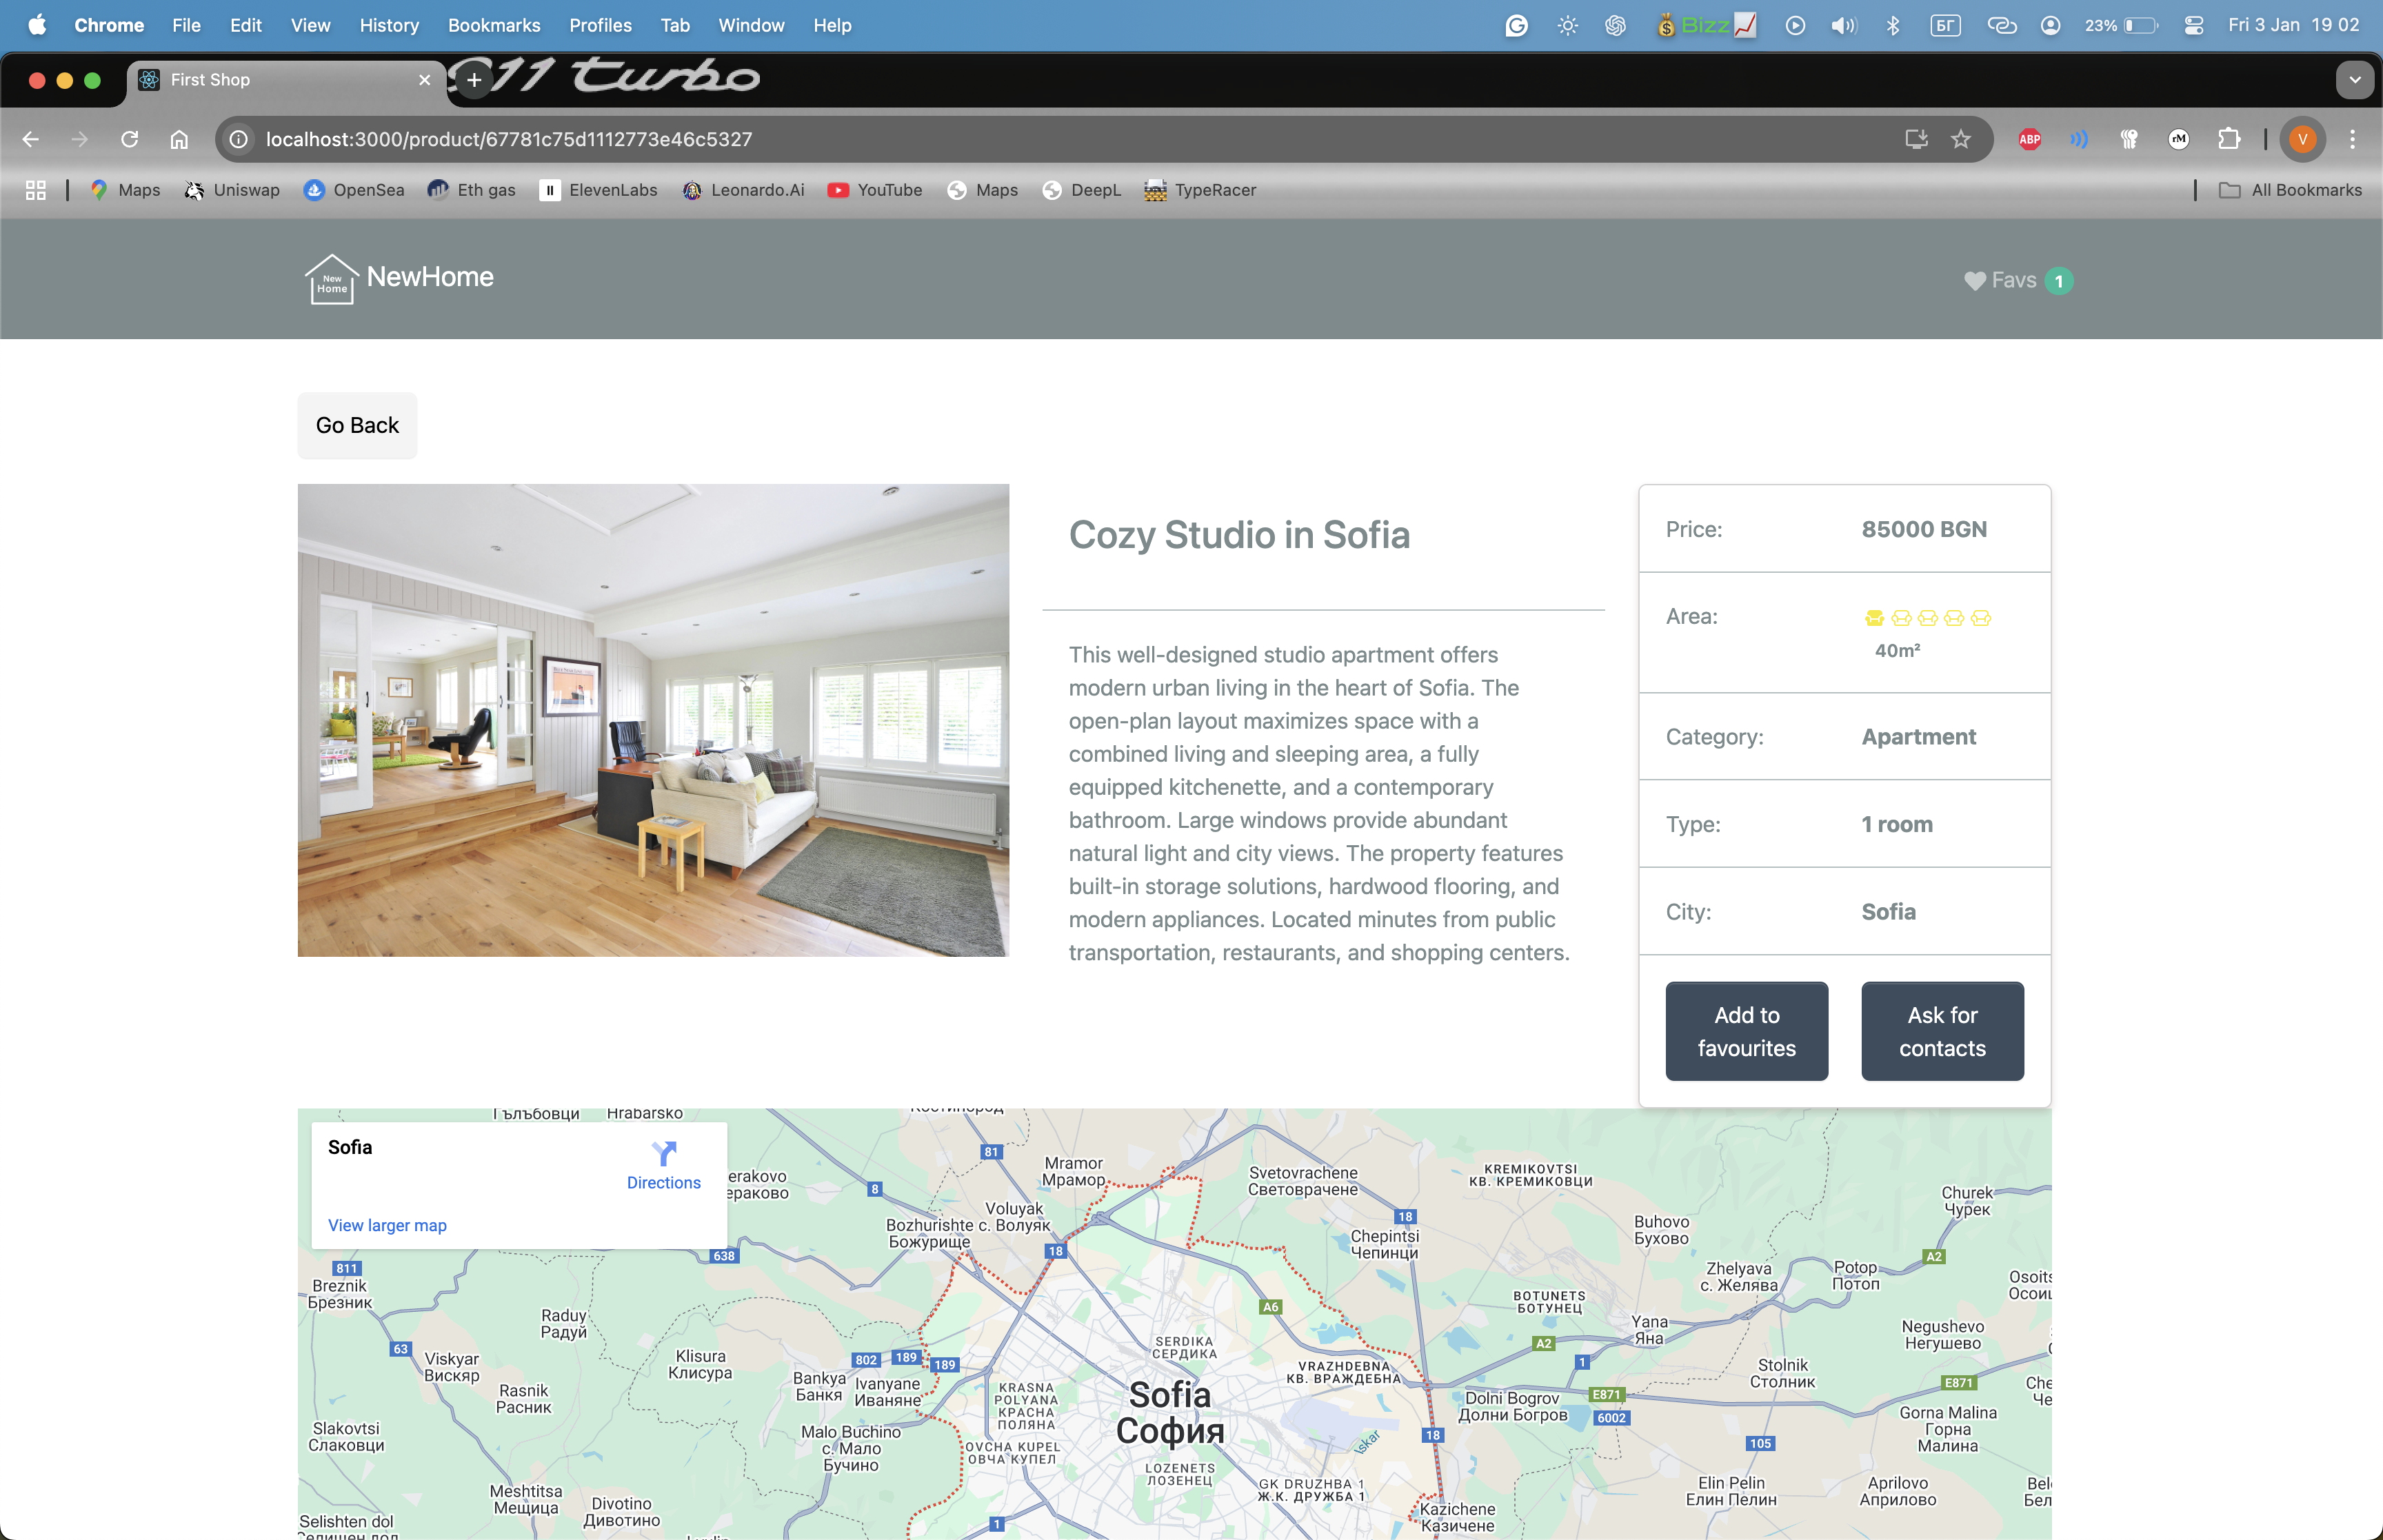 Chrome File Edit View History Bookmarks Profiles Tab Window Help
Bizz БГ 23% Fri 3 Jan 19 02
First Shop
911 turbo
localhost:3000/product/67781c75d1112773e46c5327
ABP rM V
Maps Uniswap OpenSea Eth gas ElevenLabs Leonardo.Ai YouTube Maps DeepL TypeRacer All Bookmarks
New
Home
NewHome
Favs 1
Go Back
Cozy Studio in Sofia
This well-designed studio apartment offers
modern urban living in the heart of Sofia. The
open-plan layout maximizes space with a
combined living and sleeping area, a fully
equipped kitchenette, and a contemporary
bathroom. Large windows provide abundant
natural light and city views. The property features
built-in storage solutions, hardwood flooring, and
modern appliances. Located minutes from public
transportation, restaurants, and shopping centers.
Price: 85000 BGN
Area:
40m²
Category: Apartment
Type: 1 room
City: Sofia
Add to
favourites
Ask for
contacts
Sofia
Directions
View larger map
Гълъбовци
Hrabarsko
81
8
Mramor
Мрамор
Svetovrachene
Световрачене
KREMIKOVTSI
КВ. КРЕМИКОВЦИ
Churek
Чурек
Voluyak
с. Волуяк
Bozhurishte
Божурище
18
18
Chepintsi
Чепинци
Buhovo
Бухово
638
811
Breznik
Брезник
A2
Zhelyava
с. Желява
Potop
Потоп
Raduy
Радуй
A6
BOTUNETS
БОТУНЕЦ
Yana
Яна
Negushevo
Негушево
63
Viskyar
Вискяр
Klisura
Клисура
802
189
189
SERDIKA
СЕРДИКА
VRAZHDEBNA
КВ. ВРАЖДЕБНА
A2
1
Stolnik
Столник
Rasnik
Расник
Bankya
Банкя
Ivanyane
Иваняне
KRASNA
POLYANA
КРАСНА
ПОЛЯНА
Sofia
София
Dolni Bogrov
Долни Богров
E871
6002
E871
Gorna Malina
Горна
Малина
Slakovtsi
Слаковци
Malo Buchino
с. Мало
Бучино
OVCHA KUPEL
ОВЧА КУПЕЛ
Iskar
18
105
LOZENETS
ЛОЗЕНЕЦ
GK DRUZHBA 1
Ж.К. ДРУЖБА 1
Elin Pelin
Елин Пелин
Aprilovo
Априлово
Meshtitsa
Мещица
Divotino
Дивотино
Kazichene
Казичене
Selishten dol
1